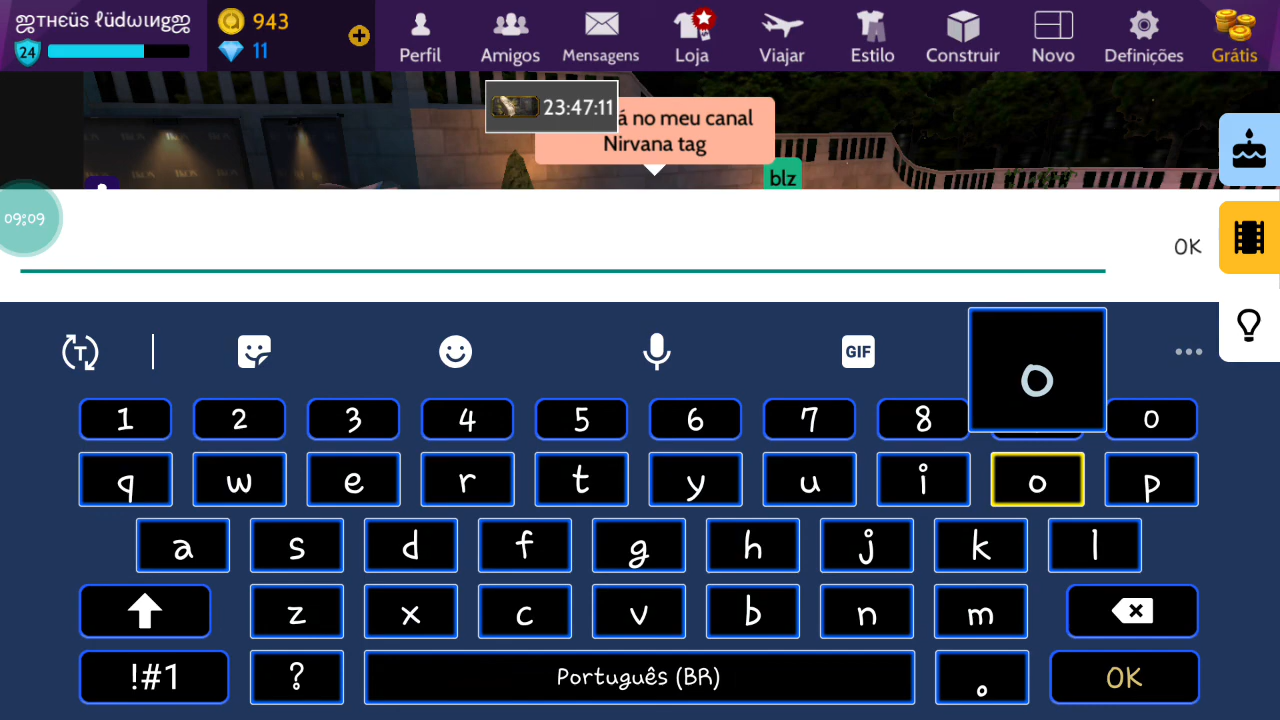 ஐтнєüs ℓüdωιngஐ
24
943
11
Perfil
Amigos
Mensagens
Loja
Viajar
Estilo
Construir
Novo
Definições
Grátis
23:47:11
á no meu canal
Nirvana tag
blz
09:09
OK
T
GIF
o
1 2 3 4 5 6 7 8 0
q w e r t y u i o p
a s d f g h j k l
z x c v b n m
!#1 ? Português (BR) . OK